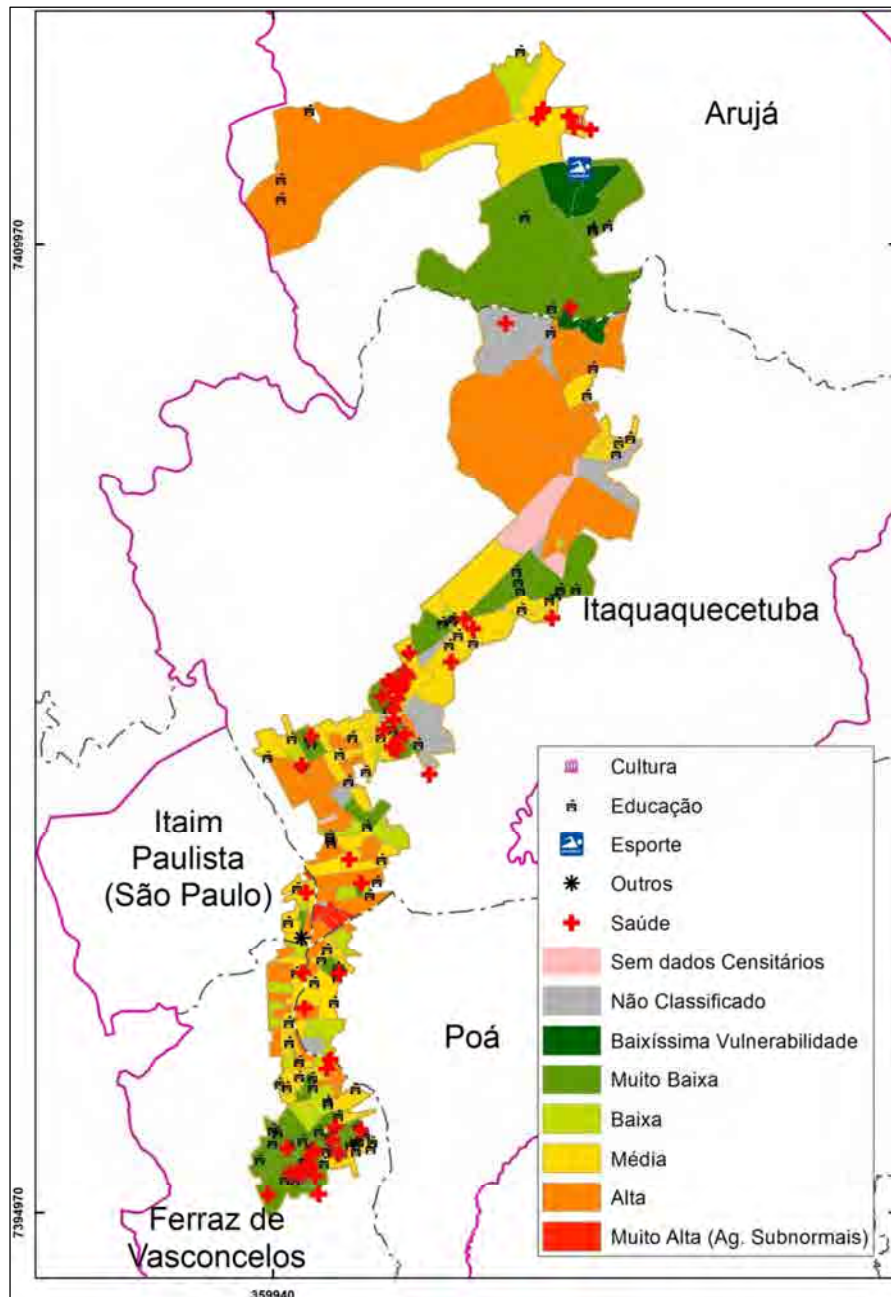 Arujá
7409970
Itaquaquecetuba
Itaim
Paulista
(São Paulo)
Poá
Ferraz de
Vasconcelos
7394970
359940
Cultura
Educação
Esporte
Outros
Saúde
Sem dados Censitários
Não Classificado
Baixíssima Vulnerabilidade
Muito Baixa
Baixa
Média
Alta
Muito Alta (Ag. Subnormais)